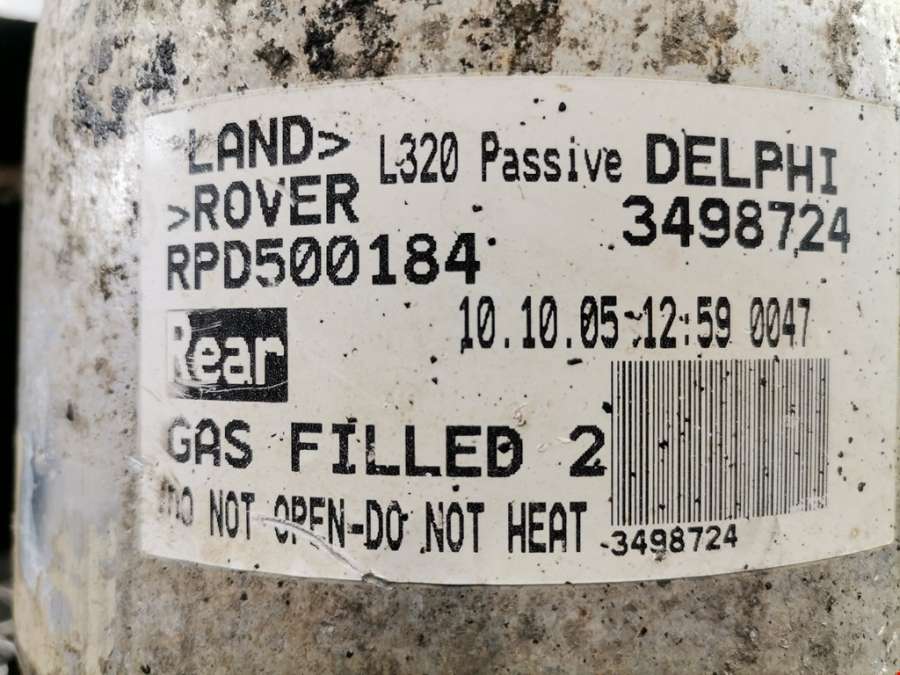 LAND>
>ROVER
L320 Passive DELPHI
3498724
RPD500184
10.10.05 12:59 0047
Rear
GAS FILLED 2
DO NOT OPEN-DO NOT HEAT
3498724